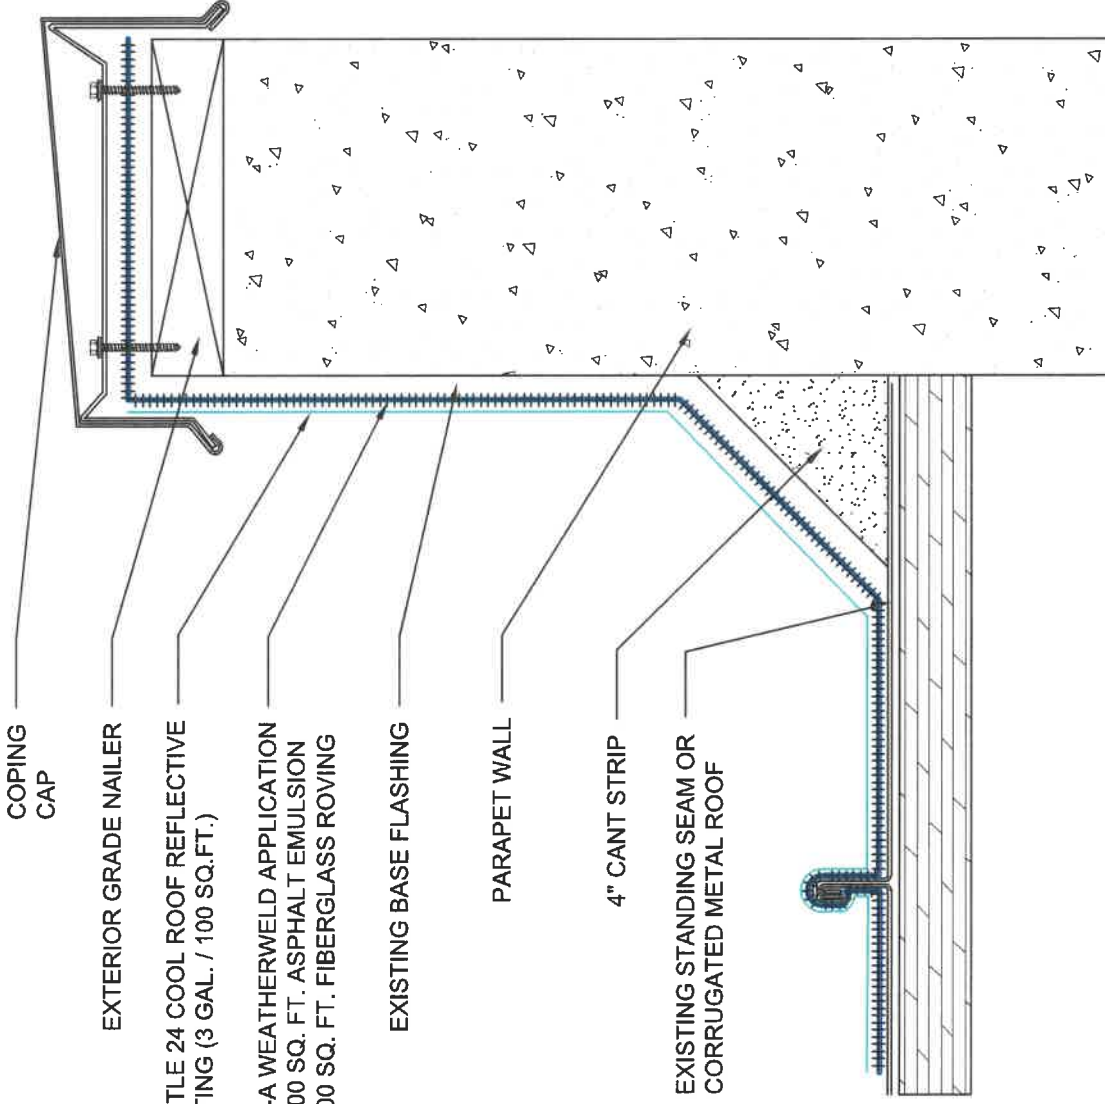 COPING
CAP
EXTERIOR GRADE NAILER
TLE 24 COOL ROOF REFLECTIVE
TING (3 GAL. / 100 SQ.FT.)
-A WEATHERWELD APPLICATION
00 SQ. FT. ASPHALT EMULSION
00 SQ. FT. FIBERGLASS ROVING
EXISTING BASE FLASHING
PARAPET WALL
4" CANT STRIP
EXISTING STANDING SEAM OR
CORRUGATED METAL ROOF